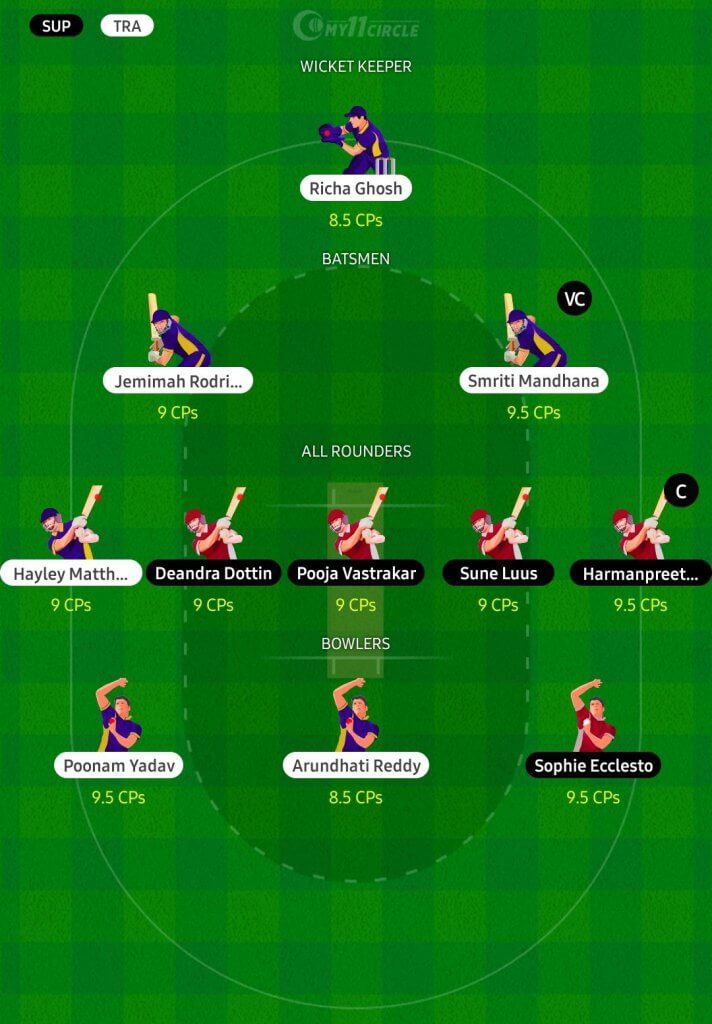 SUP TRA
MY11CIRCLE
WICKET KEEPER
Richa Ghosh
8.5 CPs
BATSMEN
VC
Jemimah Rodri... Smriti Mandhana
9 CPs 9.5 CPs
ALL ROUNDERS
C
Hayley Matth... Deandra Dottin Pooja Vastrakar Sune Luus Harmanpreet...
9 CPs 9 CPs 9 CPs 9 CPs 9.5 CPs
BOWLERS
Poonam Yadav Arundhati Reddy Sophie Ecclesto
9.5 CPs 8.5 CPs 9.5 CPs